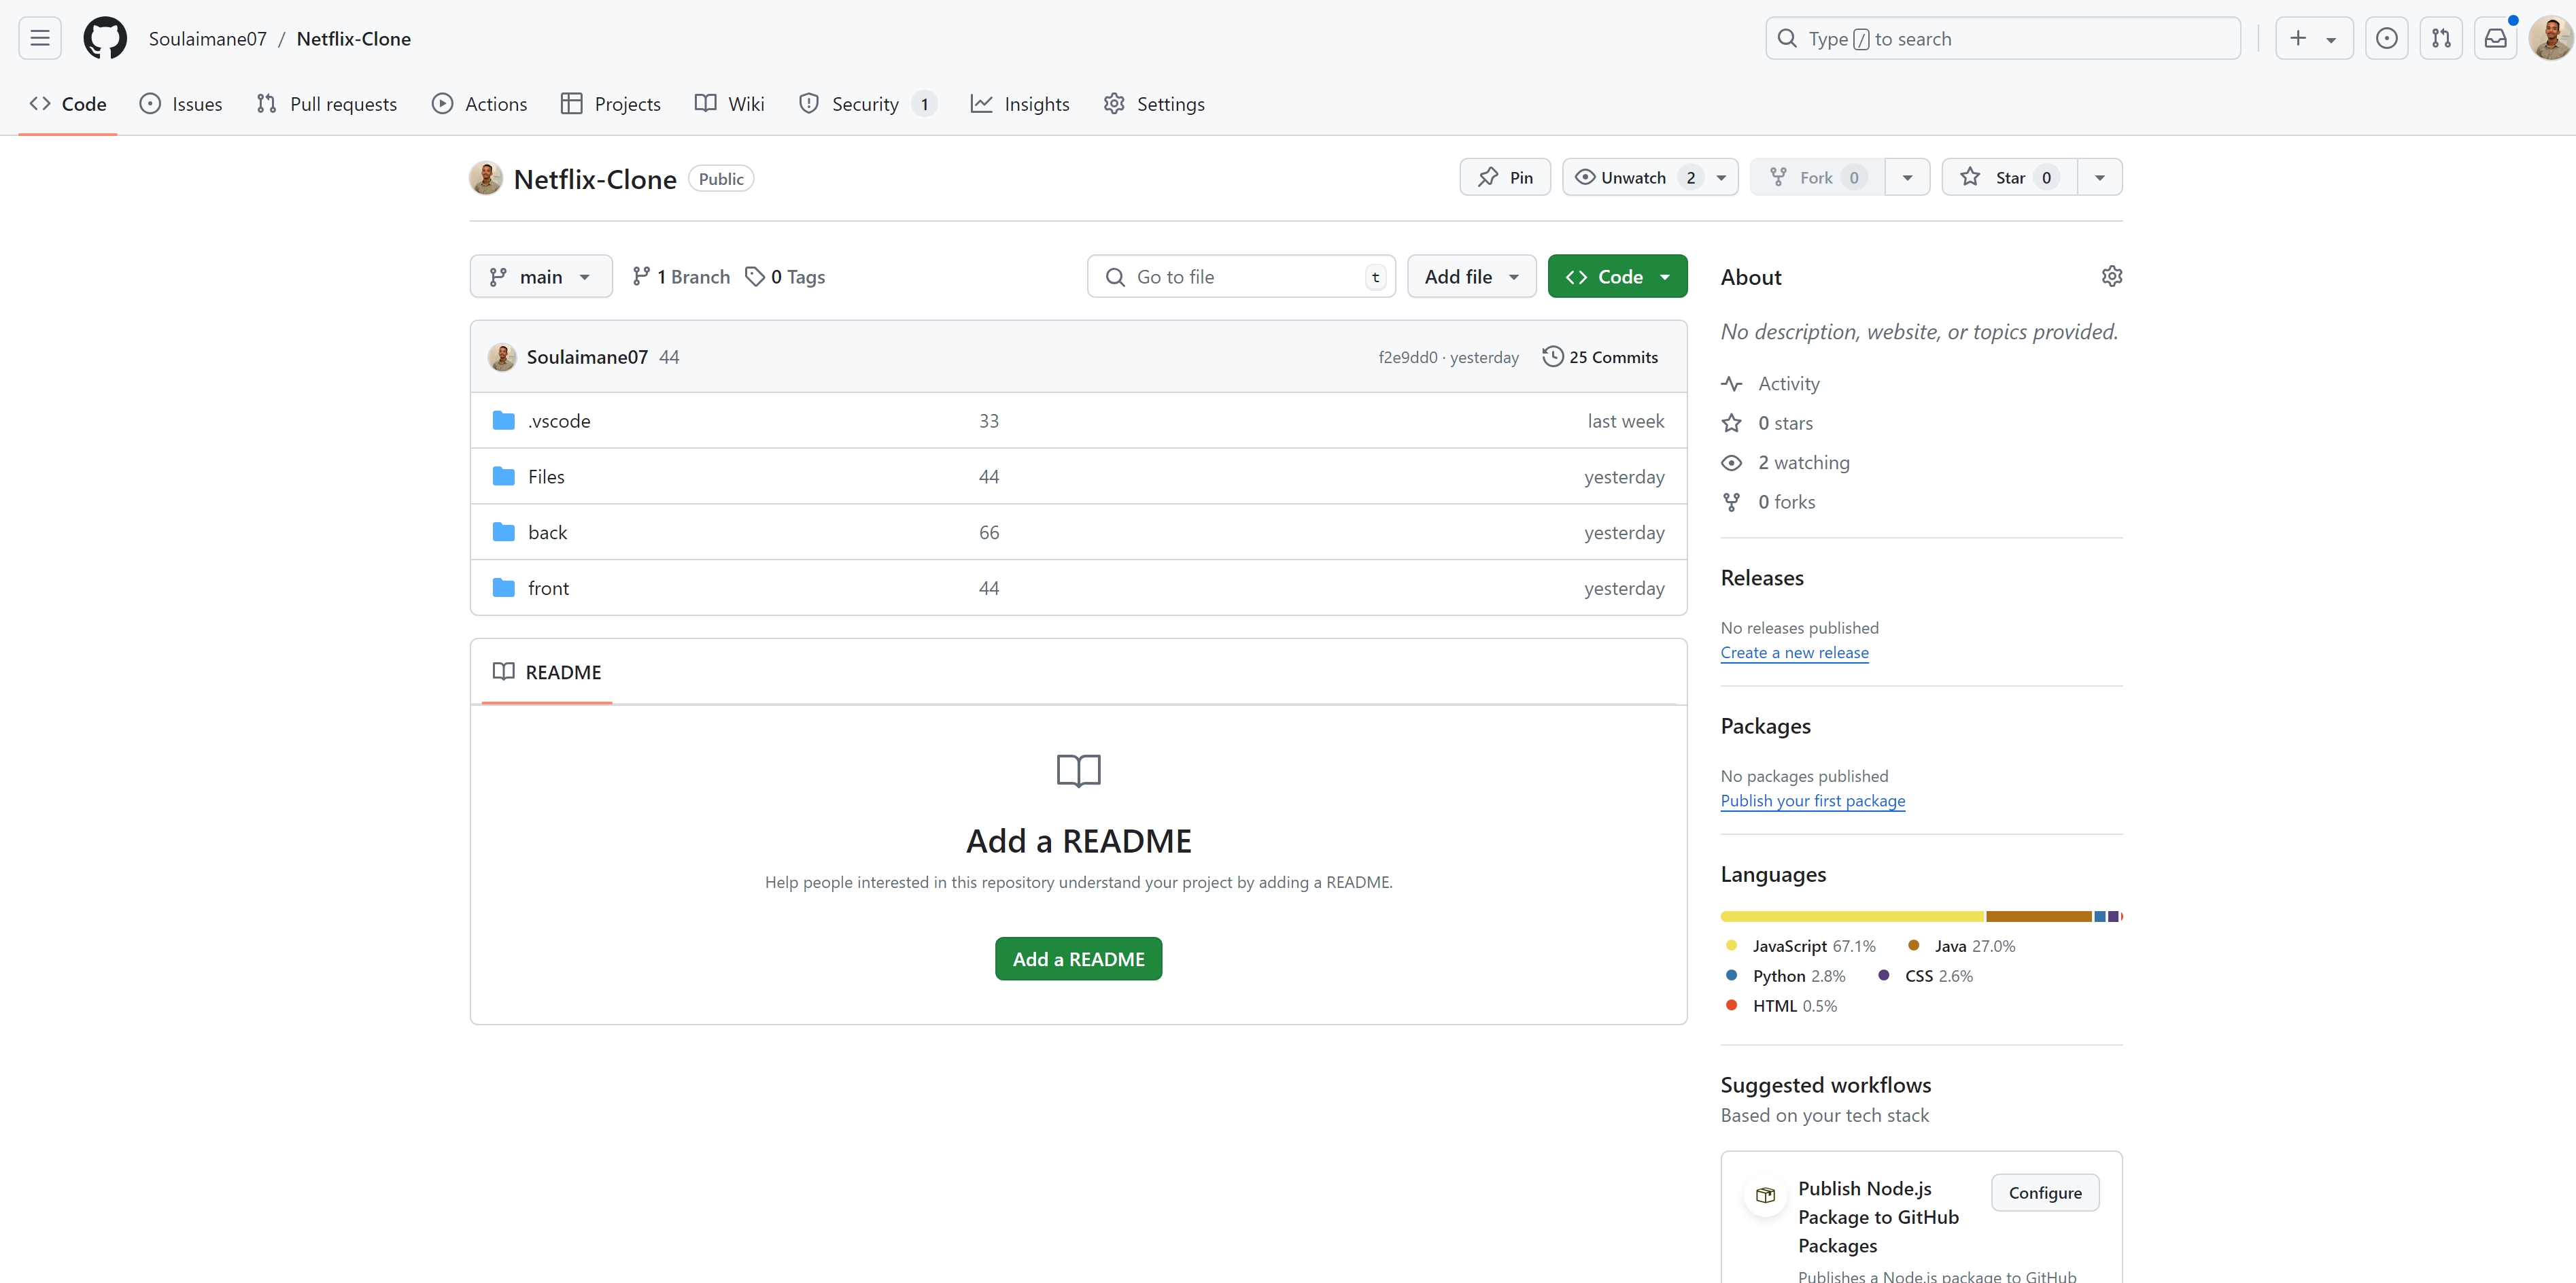 Soulaimane07 / Netflix-Clone
Type / to search
Code Issues Pull requests Actions Projects Wiki Security 1 Insights Settings
Netflix-Clone Public
Pin Unwatch 2 Fork 0 Star 0
main 1 Branch 0 Tags
Go to file t
Add file Code
Soulaimane07 44 f2e9dd0 · yesterday 25 Commits
.vscode 33 last week
Files 44 yesterday
back 66 yesterday
front 44 yesterday
README
Add a README
Help people interested in this repository understand your project by adding a README.
Add a README
About
No description, website, or topics provided.
Activity
0 stars
2 watching
0 forks
Releases
No releases published
Create a new release
Packages
No packages published
Publish your first package
Languages
JavaScript 67.1% Java 27.0%
Python 2.8% CSS 2.6%
HTML 0.5%
Suggested workflows
Based on your tech stack
Publish Node.js
Package to GitHub
Packages
Configure
Publishes a Node.js package to GitHub